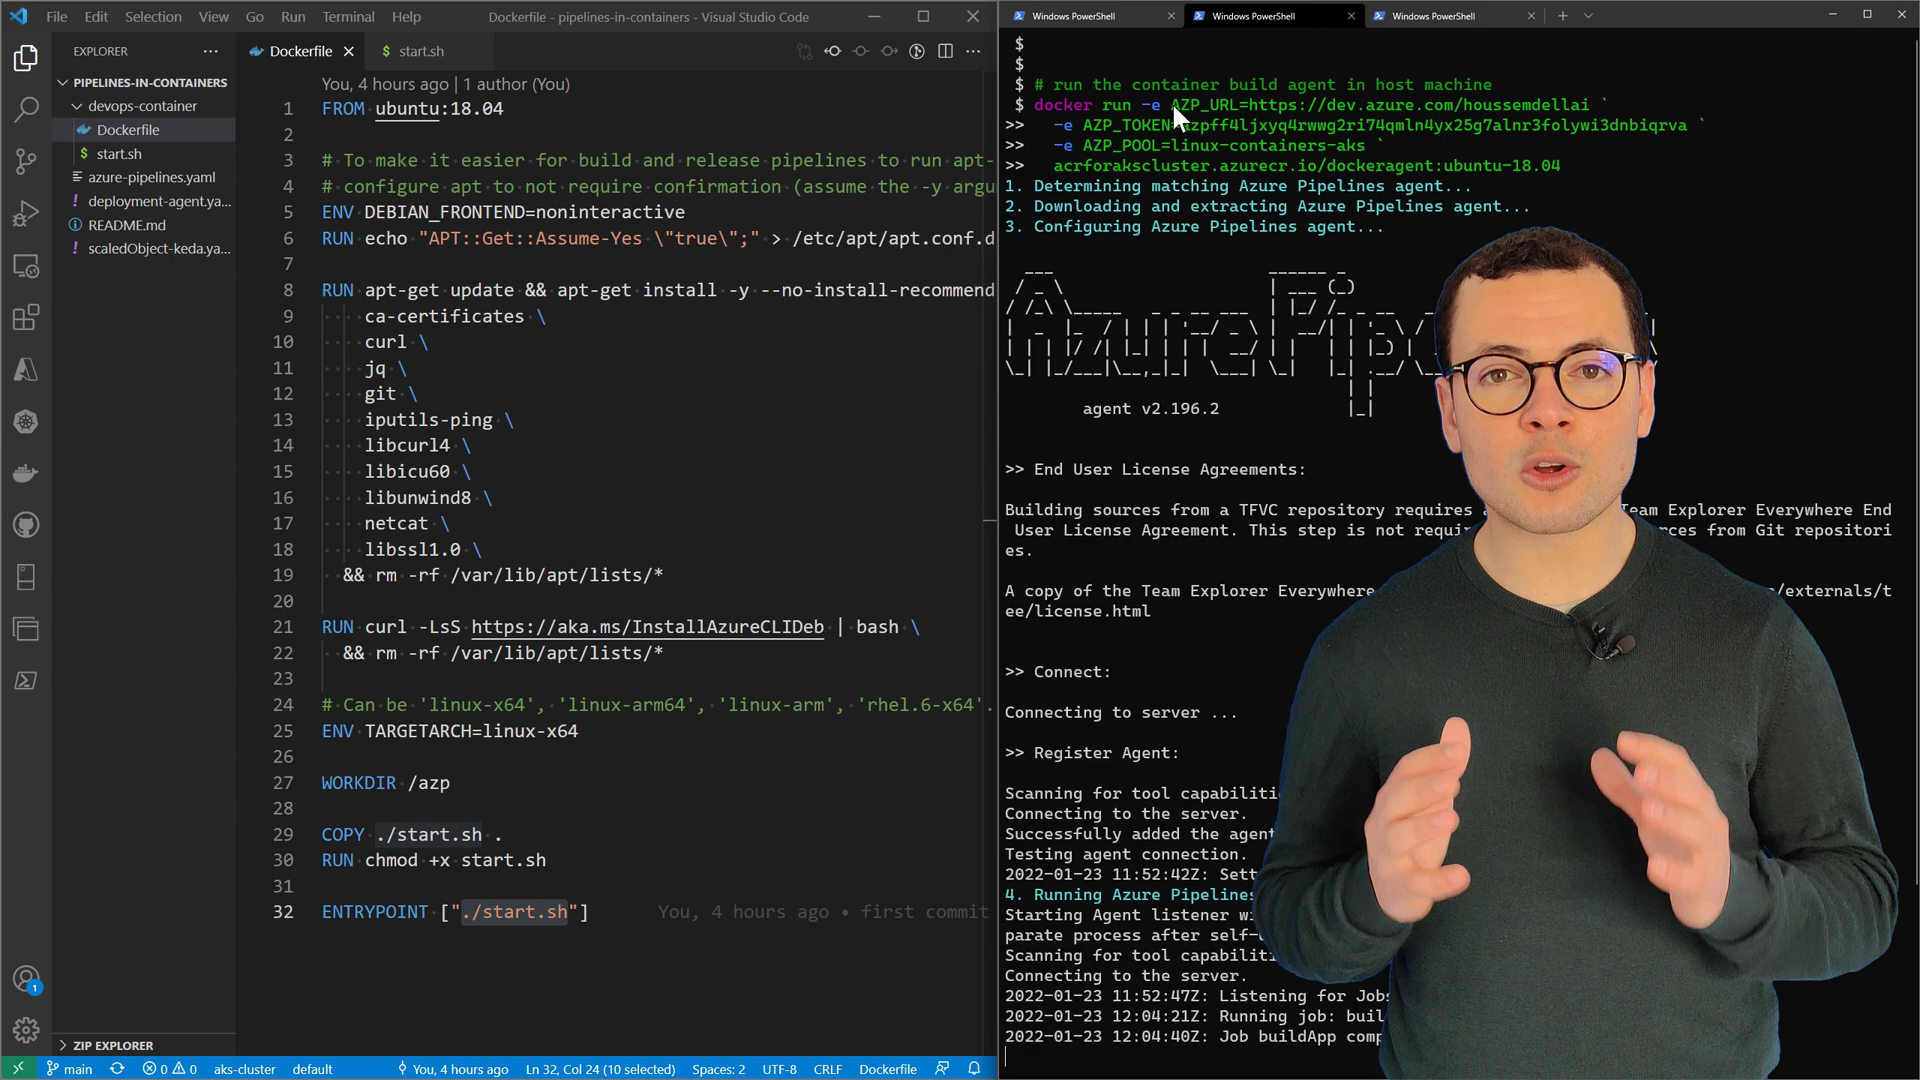 File Edit Selection View Go Run Terminal Help
Dockerfile - pipelines-in-containers - Visual Studio Code
EXPLORER
PIPELINES-IN-CONTAINERS
devops-container
Dockerfile
start.sh
azure-pipelines.yaml
deployment-agent.ya...
README.md
scaledObject-keda.ya...
ZIP EXPLORER
Dockerfile
$ start.sh
You, 4 hours ago | 1 author (You)
1 FROM ubuntu:18.04
2
3 # To make it easier for build and release pipelines to run apt-
4 # configure apt to not require confirmation (assume the -y argu
5 ENV DEBIAN_FRONTEND=noninteractive
6 RUN echo "APT::Get::Assume-Yes \"true\";" > /etc/apt/apt.conf.d
7
8 RUN apt-get update && apt-get install -y --no-install-recommend
9 ca-certificates \
10 curl \
11 jq \
12 git \
13 iputils-ping \
14 libcurl4 \
15 libicu60 \
16 libunwind8 \
17 netcat \
18 libssl1.0 \
19 && rm -rf /var/lib/apt/lists/*
20
21 RUN curl -LsS https://aka.ms/InstallAzureCLIDeb | bash \
22 && rm -rf /var/lib/apt/lists/*
23
24 # Can be 'linux-x64', 'linux-arm64', 'linux-arm', 'rhel.6-x64'.
25 ENV TARGETARCH=linux-x64
26
27 WORKDIR /azp
28
29 COPY ./start.sh .
30 RUN chmod +x start.sh
31
32 ENTRYPOINT ["./start.sh"] You, 4 hours ago • first commit
main 0 0 aks-cluster default You, 4 hours ago Ln 32, Col 24 (10 selected) Spaces: 2 UTF-8 CRLF Dockerfile
1
Windows PowerShell
Windows PowerShell
Windows PowerShell
$
$
$ # run the container build agent in host machine
$ docker run -e AZP_URL=https://dev.azure.com/houssemdellai `
>> -e AZP_TOKEN=azpff4ljxyq4rwwg2ri74qmln4yx25g7alnr3folywi3dnbiqrva `
>> -e AZP_POOL=linux-containers-aks `
>> acrforakscluster.azurecr.io/dockeragent:ubuntu-18.04
1. Determining matching Azure Pipelines agent...
2. Downloading and extracting Azure Pipelines agent...
3. Configuring Azure Pipelines agent...
agent v2.196.2
>> End User License Agreements:
Building sources from a TFVC repository requires a Team Explorer Everywhere End
User License Agreement. This step is not requi rces from Git repositori
es.
A copy of the Team Explorer Everywhere /externals/t
ee/license.html
>> Connect:
Connecting to server ...
>> Register Agent:
Scanning for tool capabiliti
Connecting to the server.
Successfully added the agent
Testing agent connection.
2022-01-23 11:52:42Z: Sett
4. Running Azure Pipelines
Starting Agent listener wi
parate process after self-
Scanning for tool capabiliti
Connecting to the server.
2022-01-23 11:52:47Z: Listening for Jobs
2022-01-23 12:04:21Z: Running job: buil
2022-01-23 12:04:40Z: Job buildApp comp